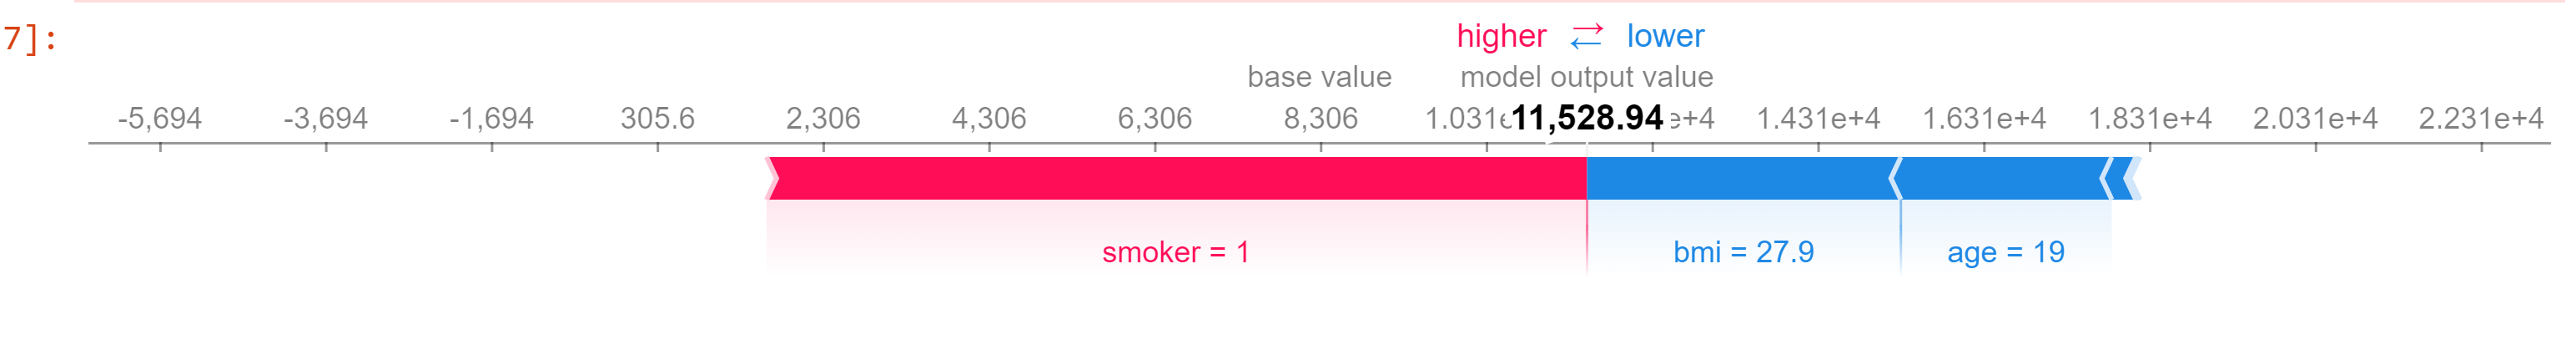 7]:
higher ⇄ lower
base value model output value
-5,694 -3,694 -1,694 305.6 2,306 4,306 6,306 8,306 1.031e 11,528.94 e+4 1.431e+4 1.631e+4 1.831e+4 2.031e+4 2.231e+4
smoker = 1 bmi = 27.9 age = 19